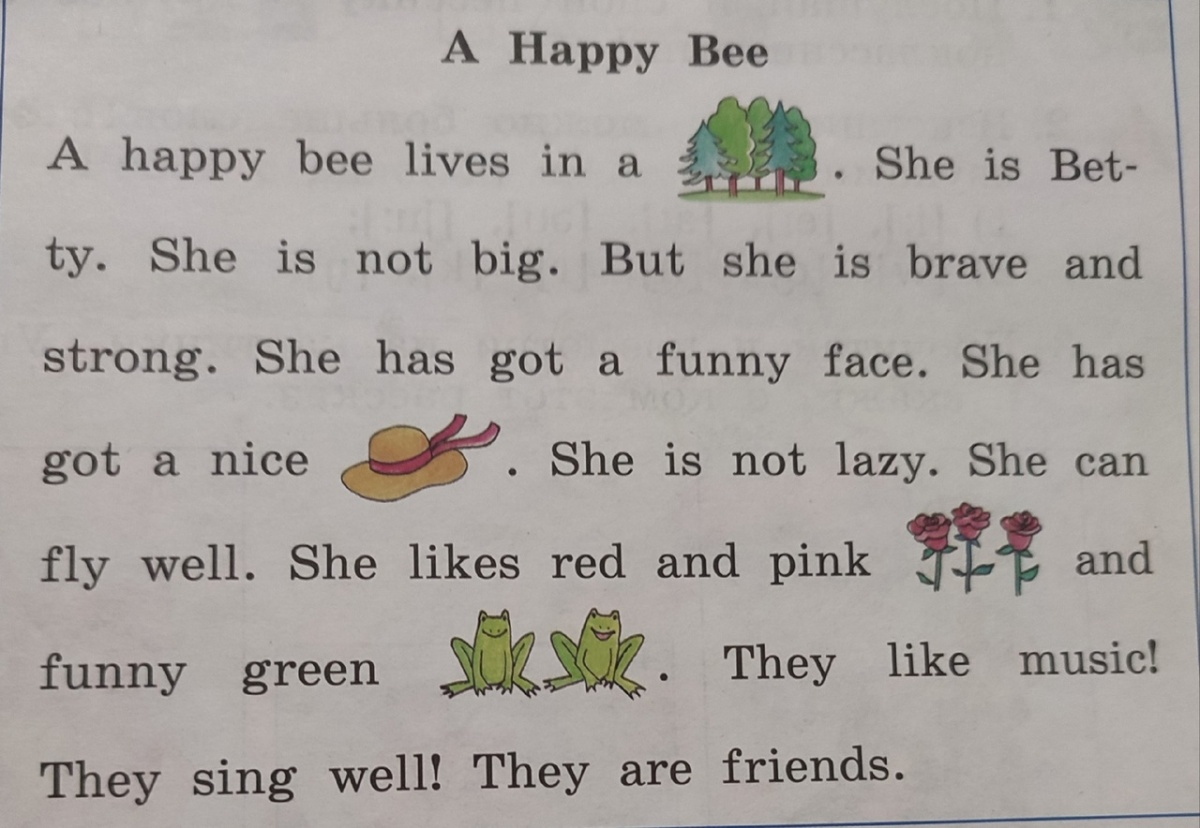 A Happy Bee
A happy bee lives in a . She is Bet-
ty. She is not big. But she is brave and
strong. She has got a funny face. She has
got a nice . She is not lazy. She can
fly well. She likes red and pink and
funny green . They like music!
They sing well! They are friends.